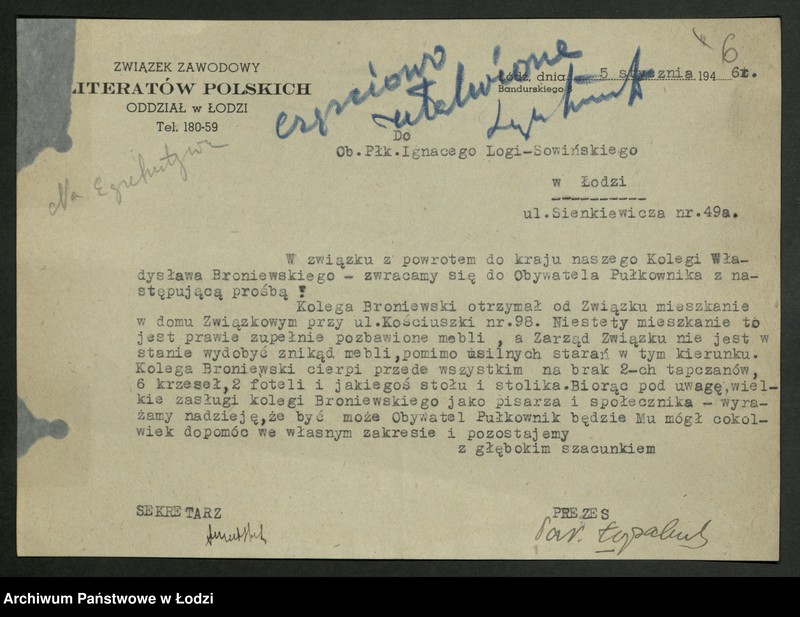 6
ZWIĄZEK ZAWODOWY
LITERATÓW POLSKICH
ODDZIAŁ w ŁODZI
Tel. 180-59
Łódź, dnia 5 stycznia 1946r.
Bandurskiego 8
częściowo
załatwione
Na Egzekutywę
Do
Ob.Płk.Ignacego Logi-Sowińskiego
w Łodzi
ul.Sienkiewicza nr.49a.
W związku z powrotem do kraju naszego Kolegi Wła-
dysława Broniewskiego - zwracamy się do Obywatela Pułkownika z na-
stępującą prośbą !
Kolega Broniewski otrzymał od Związku mieszkanie
w domu Związkowym przy ul.Kościuszki nr.98. Niestety mieszkanie to
jest prawie zupełnie pozbawione mebli , a Zarząd Związku nie jest w
stanie wydobyć znikąd mebli,pomimo usilnych starań w tym kierunku.
Kolega Broniewski cierpi przede wszystkim na brak 2-ch tapczanów,
6 krzeseł,2 foteli i jakiegoś stołu i stolika.Biorąc pod uwagę,wiel-
kie zasługi kolegi Broniewskiego jako pisarza i społecznika - wyra-
żamy nadzieję,że być może Obywatel Pułkownik będzie Mu mógł cokol-
wiek dopomóc we własnym zakresie i pozostajemy
z głębokim szacunkiem
SEKRETARZ
PREZES
Archiwum Państwowe w Łodzi